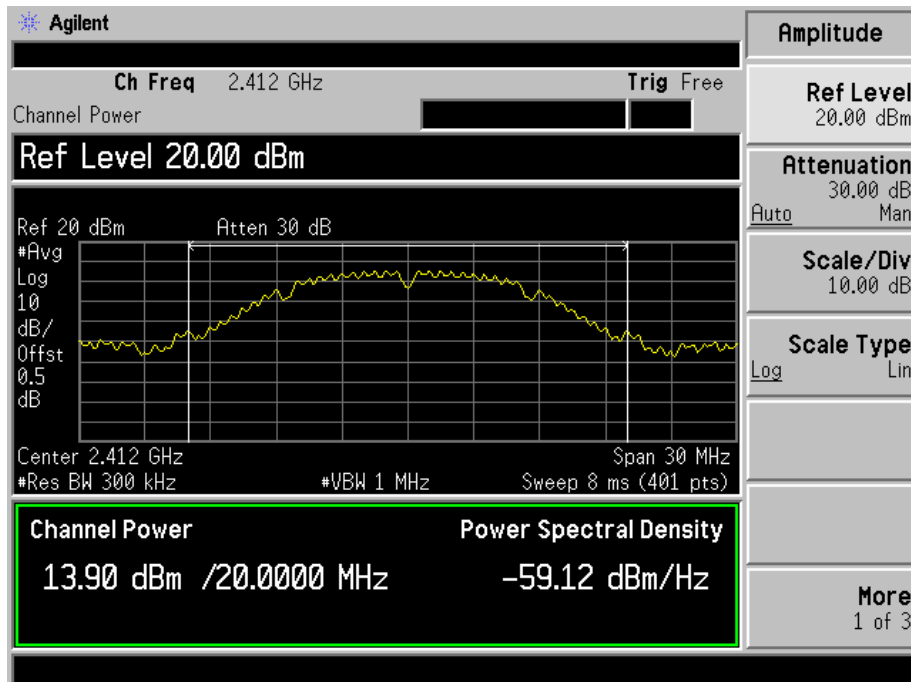 Agilent
Ch Freq 2.412 GHz Trig Free
Channel Power
Ref Level 20.00 dBm
Ref 20 dBm Atten 30 dB
#Avg
Log
10
dB/
Offst
0.5
dB
Center 2.412 GHz Span 30 MHz
#Res BW 300 kHz #VBW 1 MHz Sweep 8 ms (401 pts)
Channel Power Power Spectral Density
13.90 dBm /20.0000 MHz -59.12 dBm/Hz
Amplitude
Ref Level
20.00 dBm
Attenuation
30.00 dB
Auto Man
Scale/Div
10.00 dB
Scale Type
Log Lin
More
1 of 3